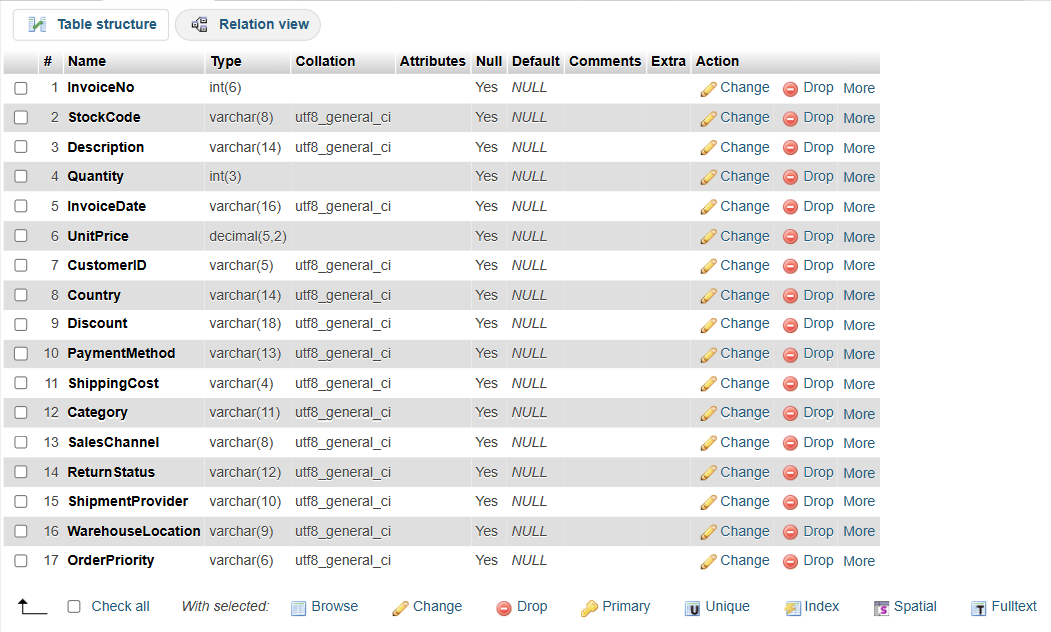 Table structure Relation view
# Name Type Collation Attributes Null Default Comments Extra Action
1 InvoiceNo int(6) Yes NULL Change Drop More
2 StockCode varchar(8) utf8_general_ci Yes NULL Change Drop More
3 Description varchar(14) utf8_general_ci Yes NULL Change Drop More
4 Quantity int(3) Yes NULL Change Drop More
5 InvoiceDate varchar(16) utf8_general_ci Yes NULL Change Drop More
6 UnitPrice decimal(5,2) Yes NULL Change Drop More
7 CustomerID varchar(5) utf8_general_ci Yes NULL Change Drop More
8 Country varchar(14) utf8_general_ci Yes NULL Change Drop More
9 Discount varchar(18) utf8_general_ci Yes NULL Change Drop More
10 PaymentMethod varchar(13) utf8_general_ci Yes NULL Change Drop More
11 ShippingCost varchar(4) utf8_general_ci Yes NULL Change Drop More
12 Category varchar(11) utf8_general_ci Yes NULL Change Drop More
13 SalesChannel varchar(8) utf8_general_ci Yes NULL Change Drop More
14 ReturnStatus varchar(12) utf8_general_ci Yes NULL Change Drop More
15 ShipmentProvider varchar(10) utf8_general_ci Yes NULL Change Drop More
16 WarehouseLocation varchar(9) utf8_general_ci Yes NULL Change Drop More
17 OrderPriority varchar(6) utf8_general_ci Yes NULL Change Drop More
Check all With selected: Browse Change Drop Primary Unique Index Spatial Fulltext